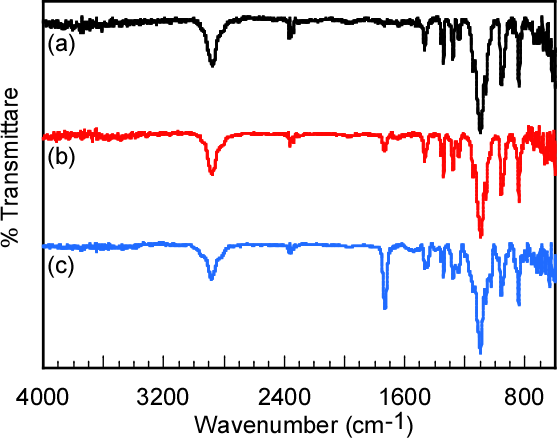 (a)
(b)
(c)
% Transmittare
4000 3200 2400 1600 800
Wavenumber (cm-1)